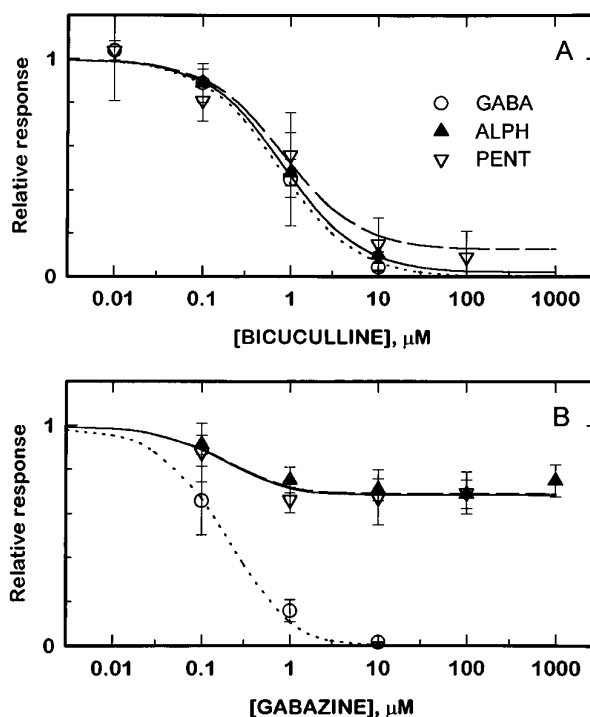 A
GABA
ALPH
PENT
Relative response
1
0
0.01 0.1 1 10 100 1000
[BICUCULLINE], μM
B
Relative response
1
0
0.01 0.1 1 10 100 1000
[GABAZINE], μM